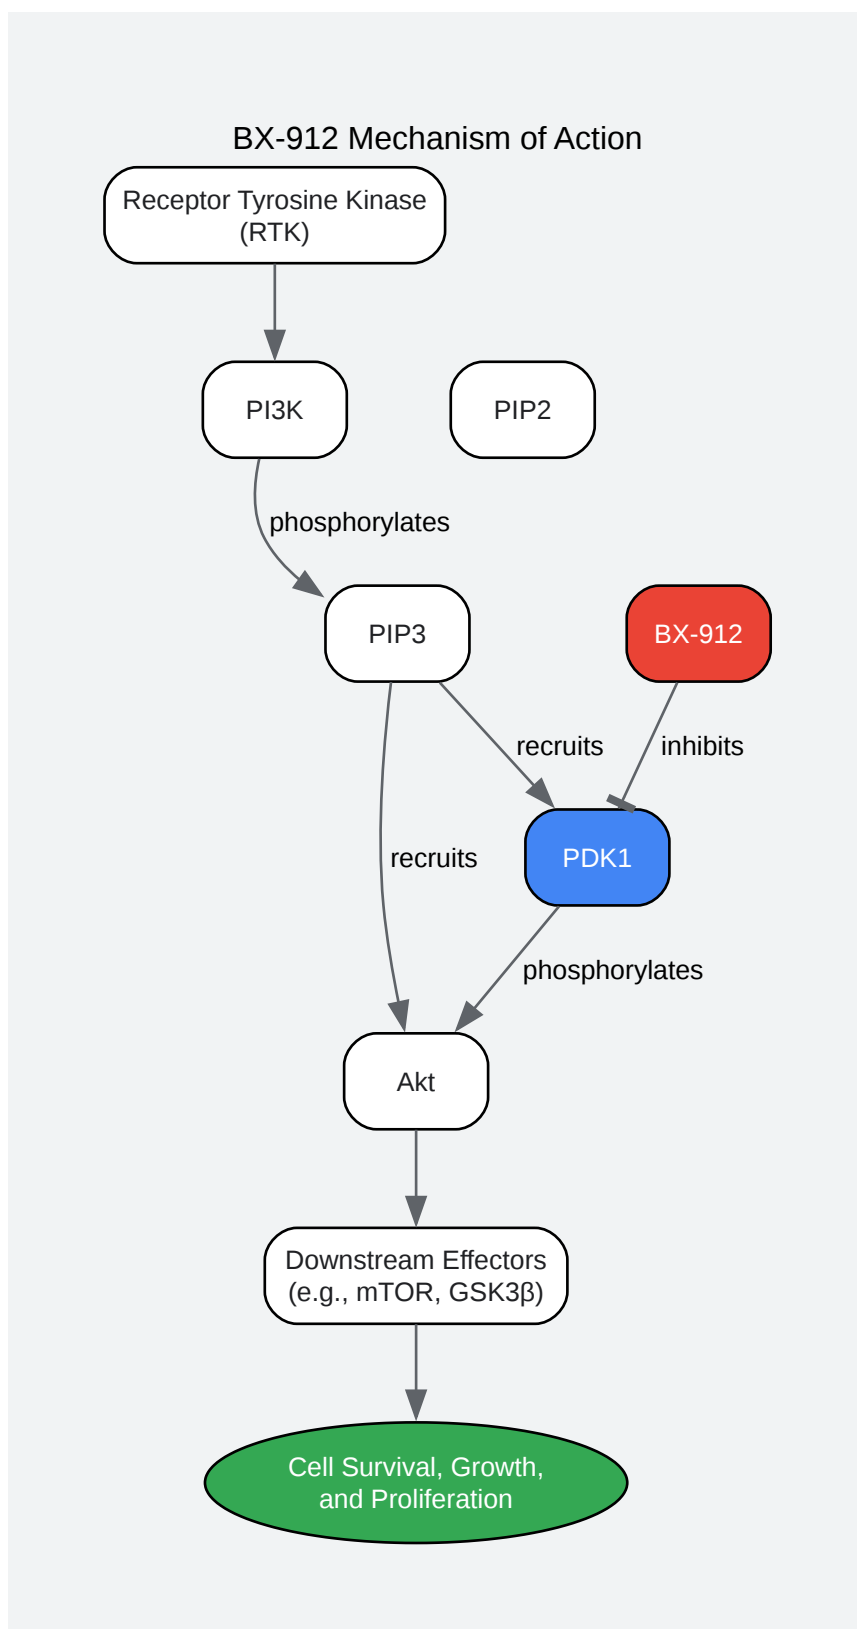 BX-912 Mechanism of Action
Receptor Tyrosine Kinase
(RTK)
PI3K
PIP2
phosphorylates
PIP3
BX-912
recruits
inhibits
recruits
PDK1
phosphorylates
Akt
Downstream Effectors
(e.g., mTOR, GSK3β)
Cell Survival, Growth,
and Proliferation